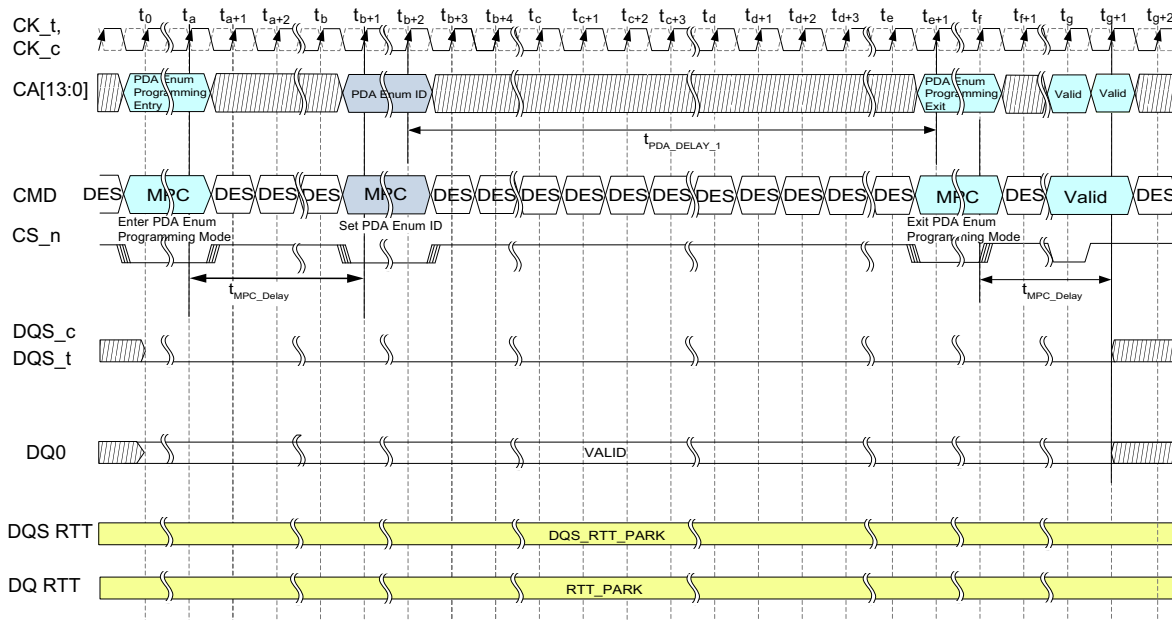 t0 ta ta+1 ta+2 tb tb+1 tb+2 tb+3 tb+4 tc tc+1 tc+2 tc+3 td td+1 td+2 td+3 te te+1 tf tf+1 tg tg+1 tg+2
CK_t,
CK_c
CA[13:0]
PDA Enum
Programming
Entry
PDA Enum ID
PDA Enum
Programming
Exit
Valid
Valid
tPDA_DELAY_1
CMD
DES MPC DES DES DES MPC DES DES DES DES DES DES DES DES DES DES DES MPC DES Valid DES
Enter PDA Enum
Programming Mode
Set PDA Enum ID
Exit PDA Enum
Programming Mode
CS_n
tMPC_Delay
tMPC_Delay
DQS_c
DQS_t
DQ0
VALID
DQS RTT
DQS_RTT_PARK
DQ RTT
RTT_PARK